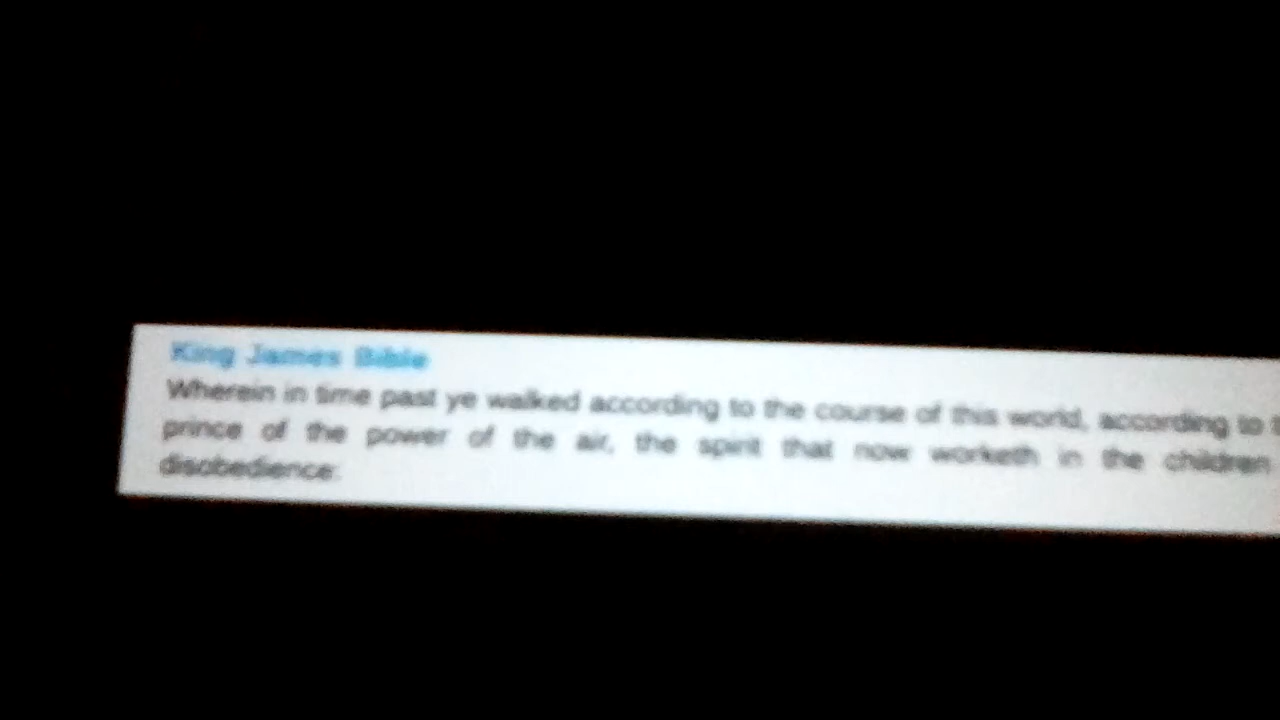 King James Bible
Wherein in time past ye walked according to the course of this world, according to
prince of the power of the air, the spirit that now worketh in the children
disobedience: